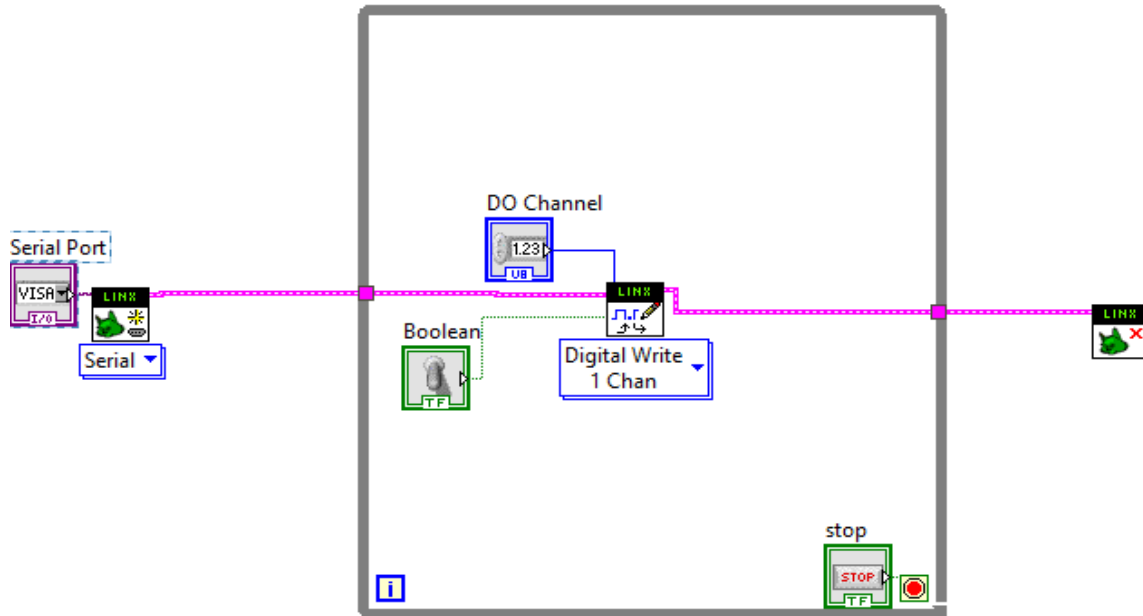 DO Channel
1.23
U8
Serial Port
VISA
I/O
LINX
Serial
LINX
Digital Write
1 Chan
Boolean
TF
LINX
stop
STOP
TF
i